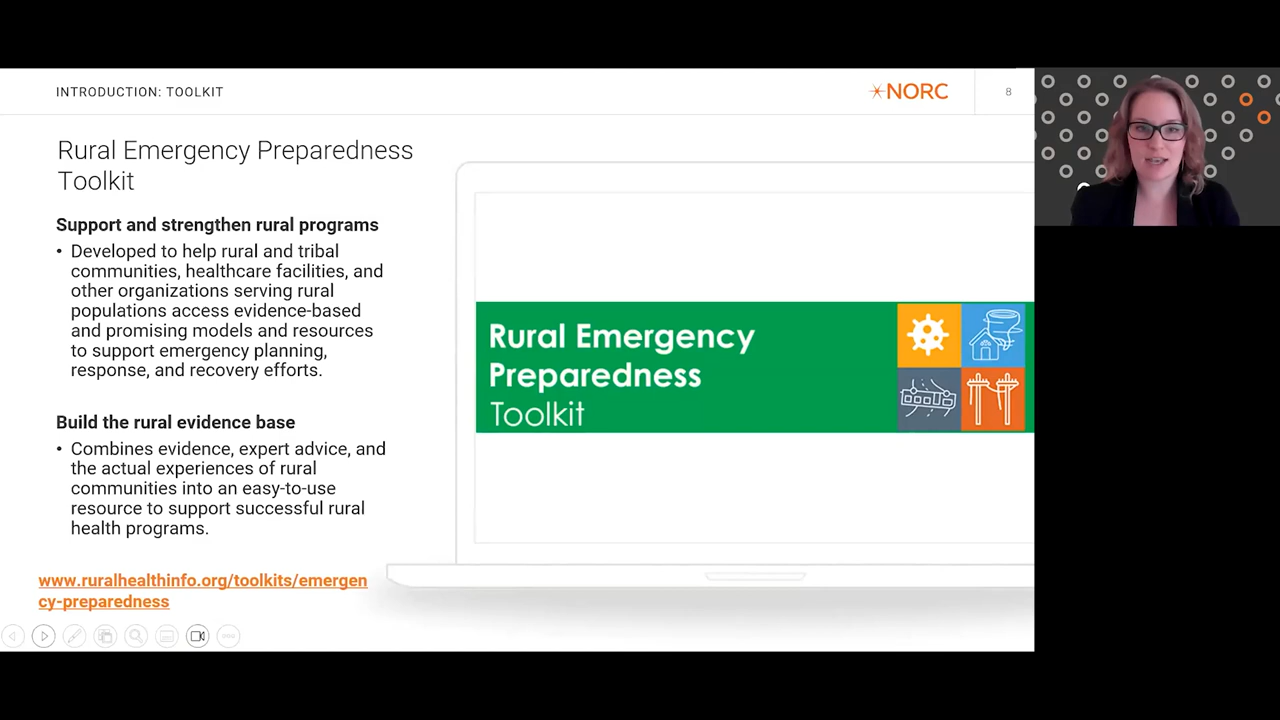 INTRODUCTION: TOOLKIT
NORC
8
Rural Emergency Preparedness
Toolkit
Support and strengthen rural programs
• Developed to help rural and tribal
communities, healthcare facilities, and
other organizations serving rural
populations access evidence-based
and promising models and resources
to support emergency planning,
response, and recovery efforts.
Build the rural evidence base
• Combines evidence, expert advice, and
the actual experiences of rural
communities into an easy-to-use
resource to support successful rural
health programs.
www.ruralhealthinfo.org/toolkits/emergen
cy-preparedness
Rural Emergency
Preparedness
Toolkit